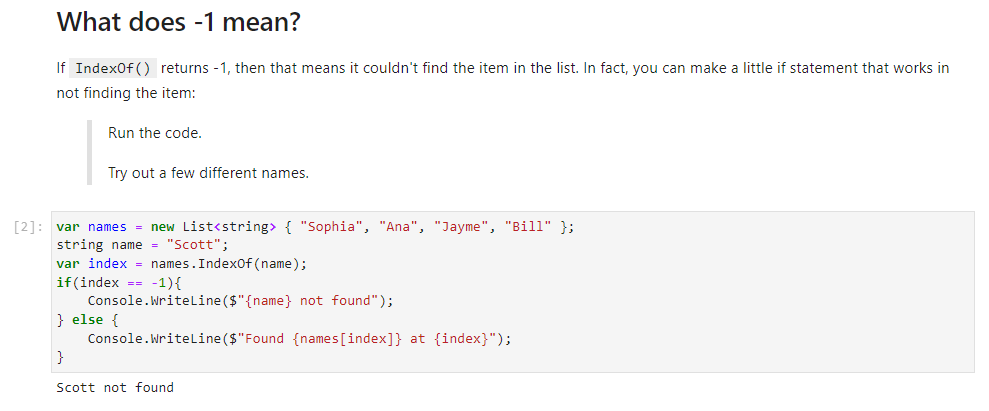 What does -1 mean?
If IndexOf() returns -1, then that means it couldn't find the item in the list. In fact, you can make a little if statement that works in
not finding the item:
Run the code.
Try out a few different names.
[2]: var names = new List<string> { "Sophia", "Ana", "Jayme", "Bill" };
string name = "Scott";
var index = names.IndexOf(name);
if(index == -1){
    Console.WriteLine($"{name} not found");
} else {
    Console.WriteLine($"Found {names[index]} at {index}");
}
Scott not found